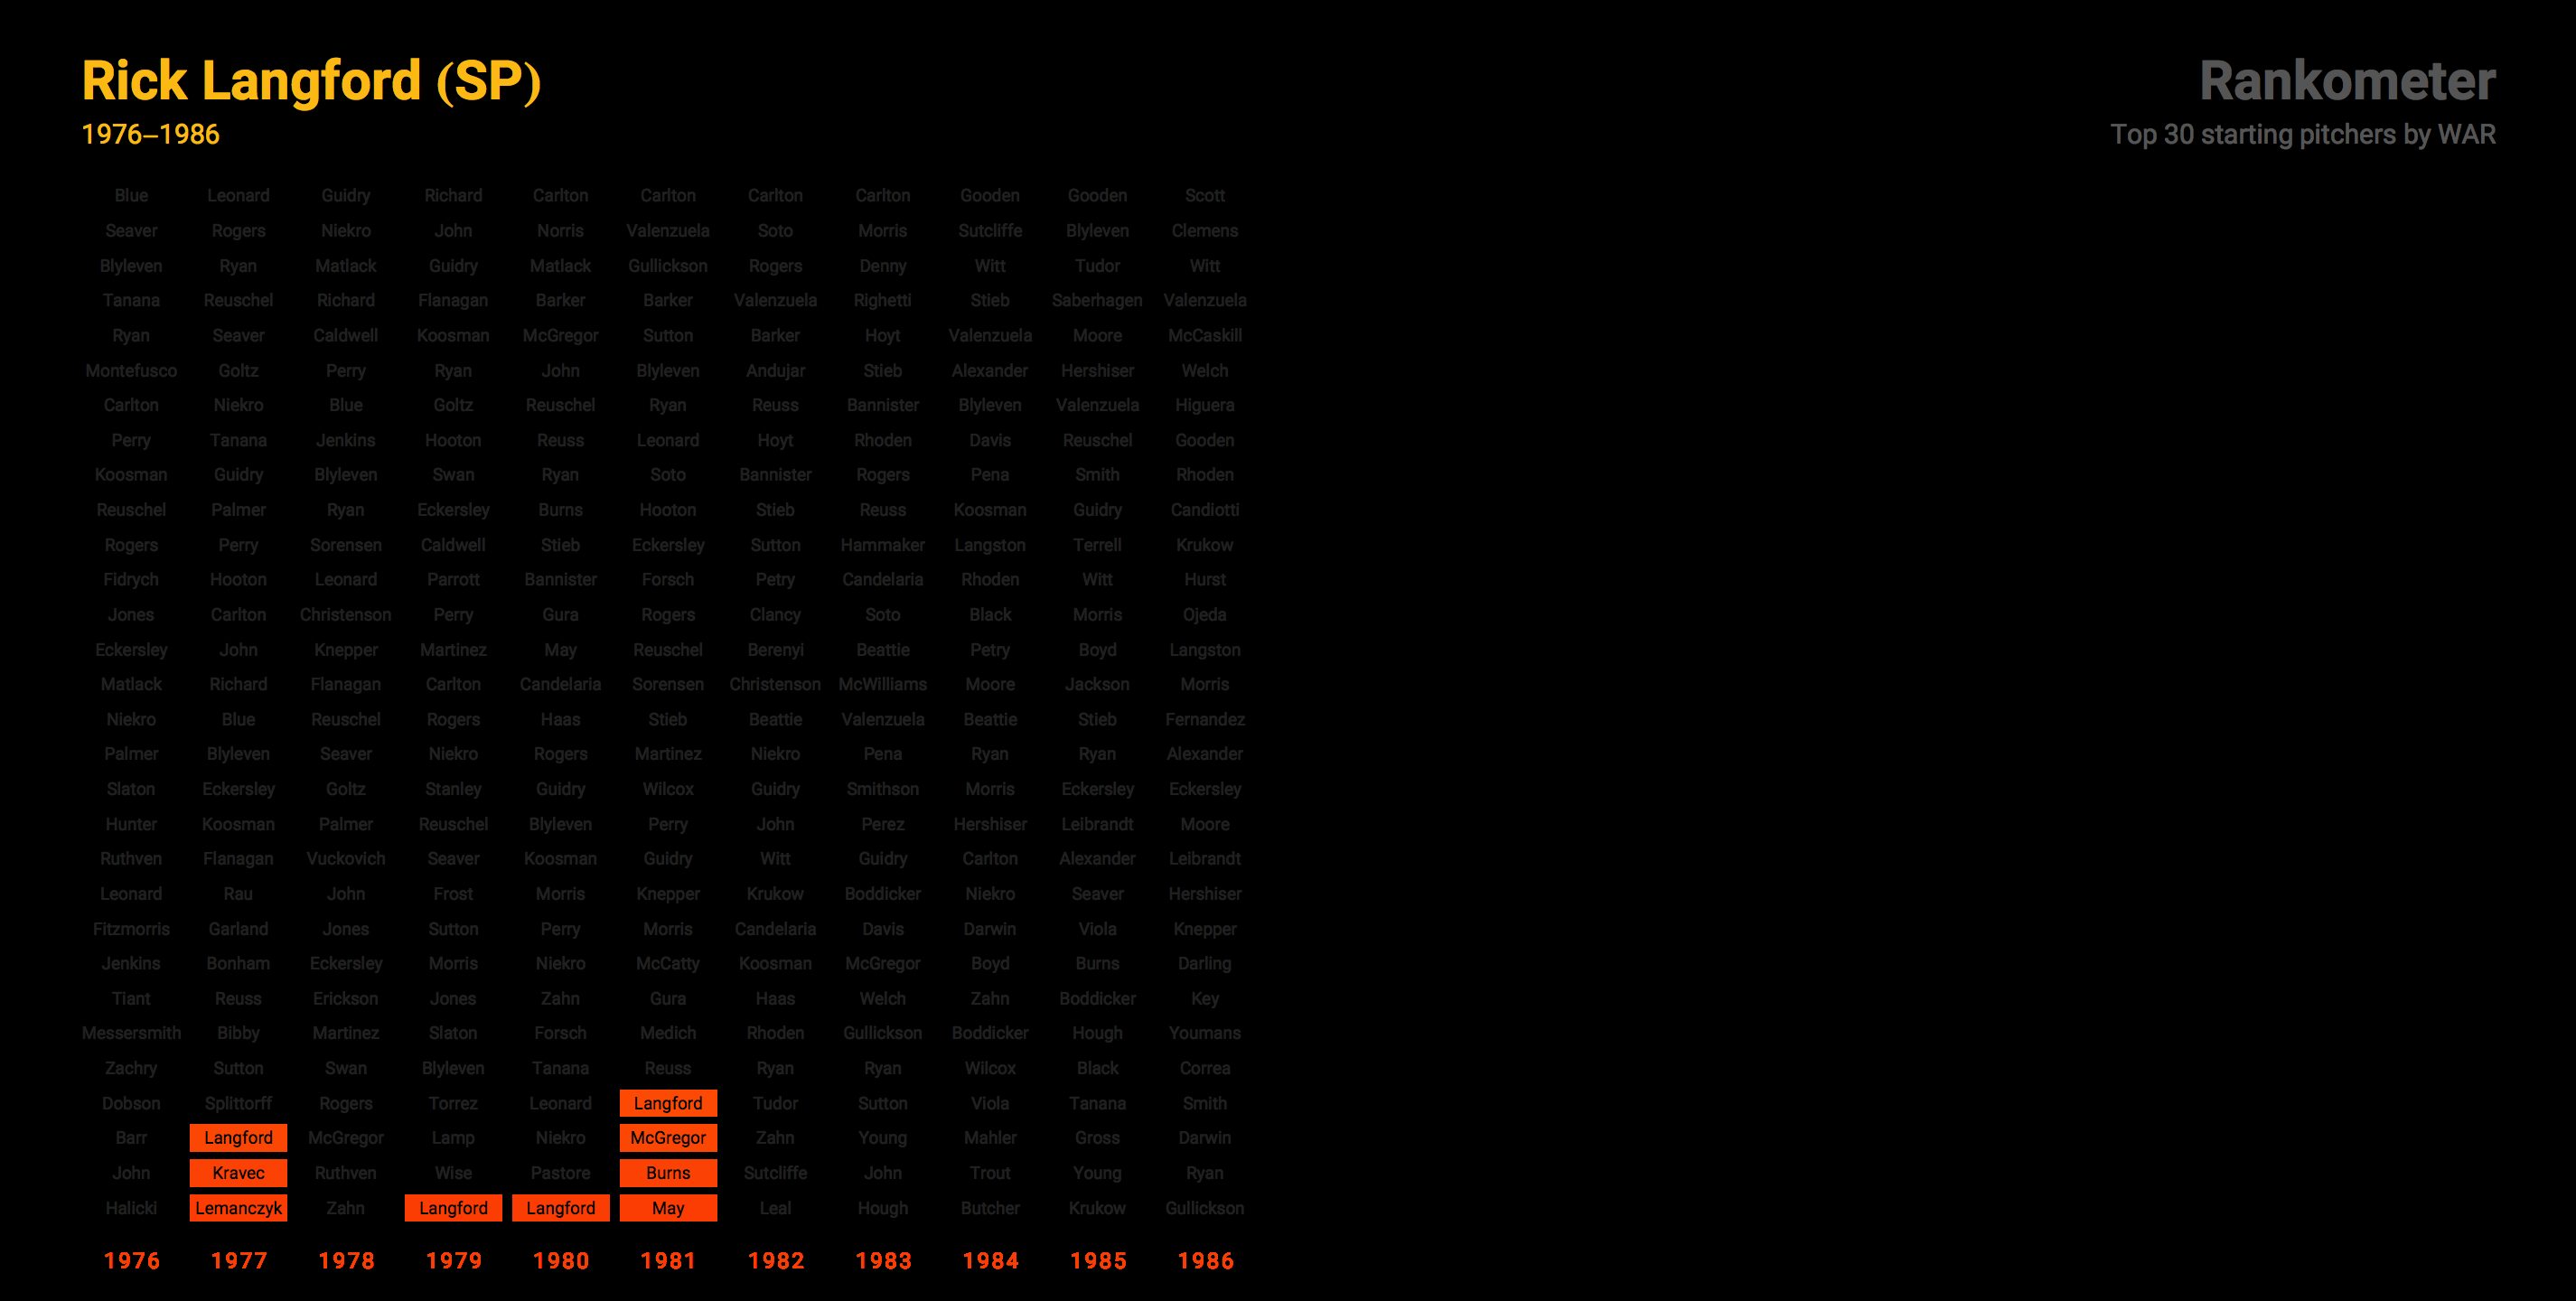 Rick Langford (SP)
1976–1986
Rankometer
Top 30 starting pitchers by WAR
Blue Leonard Guidry Richard Carlton Carlton Carlton Carlton Gooden Gooden Scott
Seaver Rogers Niekro John Norris Valenzuela Soto Morris Sutcliffe Blyleven Clemens
Blyleven Ryan Matlack Guidry Matlack Gullickson Rogers Denny Witt Tudor Witt
Tanana Reuschel Richard Flanagan Barker Barker Valenzuela Righetti Stieb Saberhagen Valenzuela
Ryan Seaver Caldwell Koosman McGregor Sutton Barker Hoyt Valenzuela Moore McCaskill
Montefusco Goltz Perry Ryan John Blyleven Andujar Stieb Alexander Hershiser Welch
Carlton Niekro Blue Goltz Reuschel Ryan Reuss Bannister Blyleven Valenzuela Higuera
Perry Tanana Jenkins Hooton Reuss Leonard Hoyt Rhoden Davis Reuschel Gooden
Koosman Guidry Blyleven Swan Ryan Soto Bannister Rogers Pena Smith Rhoden
Reuschel Palmer Ryan Eckersley Burns Hooton Stieb Reuss Koosman Guidry Candiotti
Rogers Perry Sorensen Caldwell Stieb Eckersley Sutton Hammaker Langston Terrell Krukow
Fidrych Hooton Leonard Parrott Bannister Forsch Petry Candelaria Rhoden Witt Hurst
Jones Carlton Christenson Perry Gura Rogers Clancy Soto Black Morris Ojeda
Eckersley John Knepper Martinez May Reuschel Berenyi Beattie Petry Boyd Langston
Matlack Richard Flanagan Carlton Candelaria Sorensen Christenson McWilliams Moore Jackson Morris
Niekro Blue Reuschel Rogers Haas Stieb Beattie Valenzuela Beattie Stieb Fernandez
Palmer Blyleven Seaver Niekro Rogers Martinez Niekro Pena Ryan Ryan Alexander
Slaton Eckersley Goltz Stanley Guidry Wilcox Guidry Smithson Morris Eckersley Eckersley
Hunter Koosman Palmer Reuschel Blyleven Perry John Perez Hershiser Leibrandt Moore
Ruthven Flanagan Vuckovich Seaver Koosman Guidry Witt Guidry Carlton Alexander Leibrandt
Leonard Rau John Frost Morris Knepper Krukow Boddicker Niekro Seaver Hershiser
Fitzmorris Garland Jones Sutton Perry Morris Candelaria Davis Darwin Viola Knepper
Jenkins Bonham Eckersley Morris Niekro McCatty Koosman McGregor Boyd Burns Darling
Tiant Reuss Erickson Jones Zahn Gura Haas Welch Zahn Boddicker Key
Messersmith Bibby Martinez Slaton Forsch Medich Rhoden Gullickson Boddicker Hough Youmans
Zachry Sutton Swan Blyleven Tanana Reuss Ryan Ryan Wilcox Black Correa
Dobson Splittorff Rogers Torrez Leonard Langford Tudor Sutton Viola Tanana Smith
Barr Langford McGregor Lamp Niekro McGregor Zahn Young Mahler Gross Darwin
John Kravec Ruthven Wise Pastore Burns Sutcliffe John Trout Young Ryan
Halicki Lemanczyk Zahn Langford Langford May Leal Hough Butcher Krukow Gullickson
1976 1977 1978 1979 1980 1981 1982 1983 1984 1985 1986